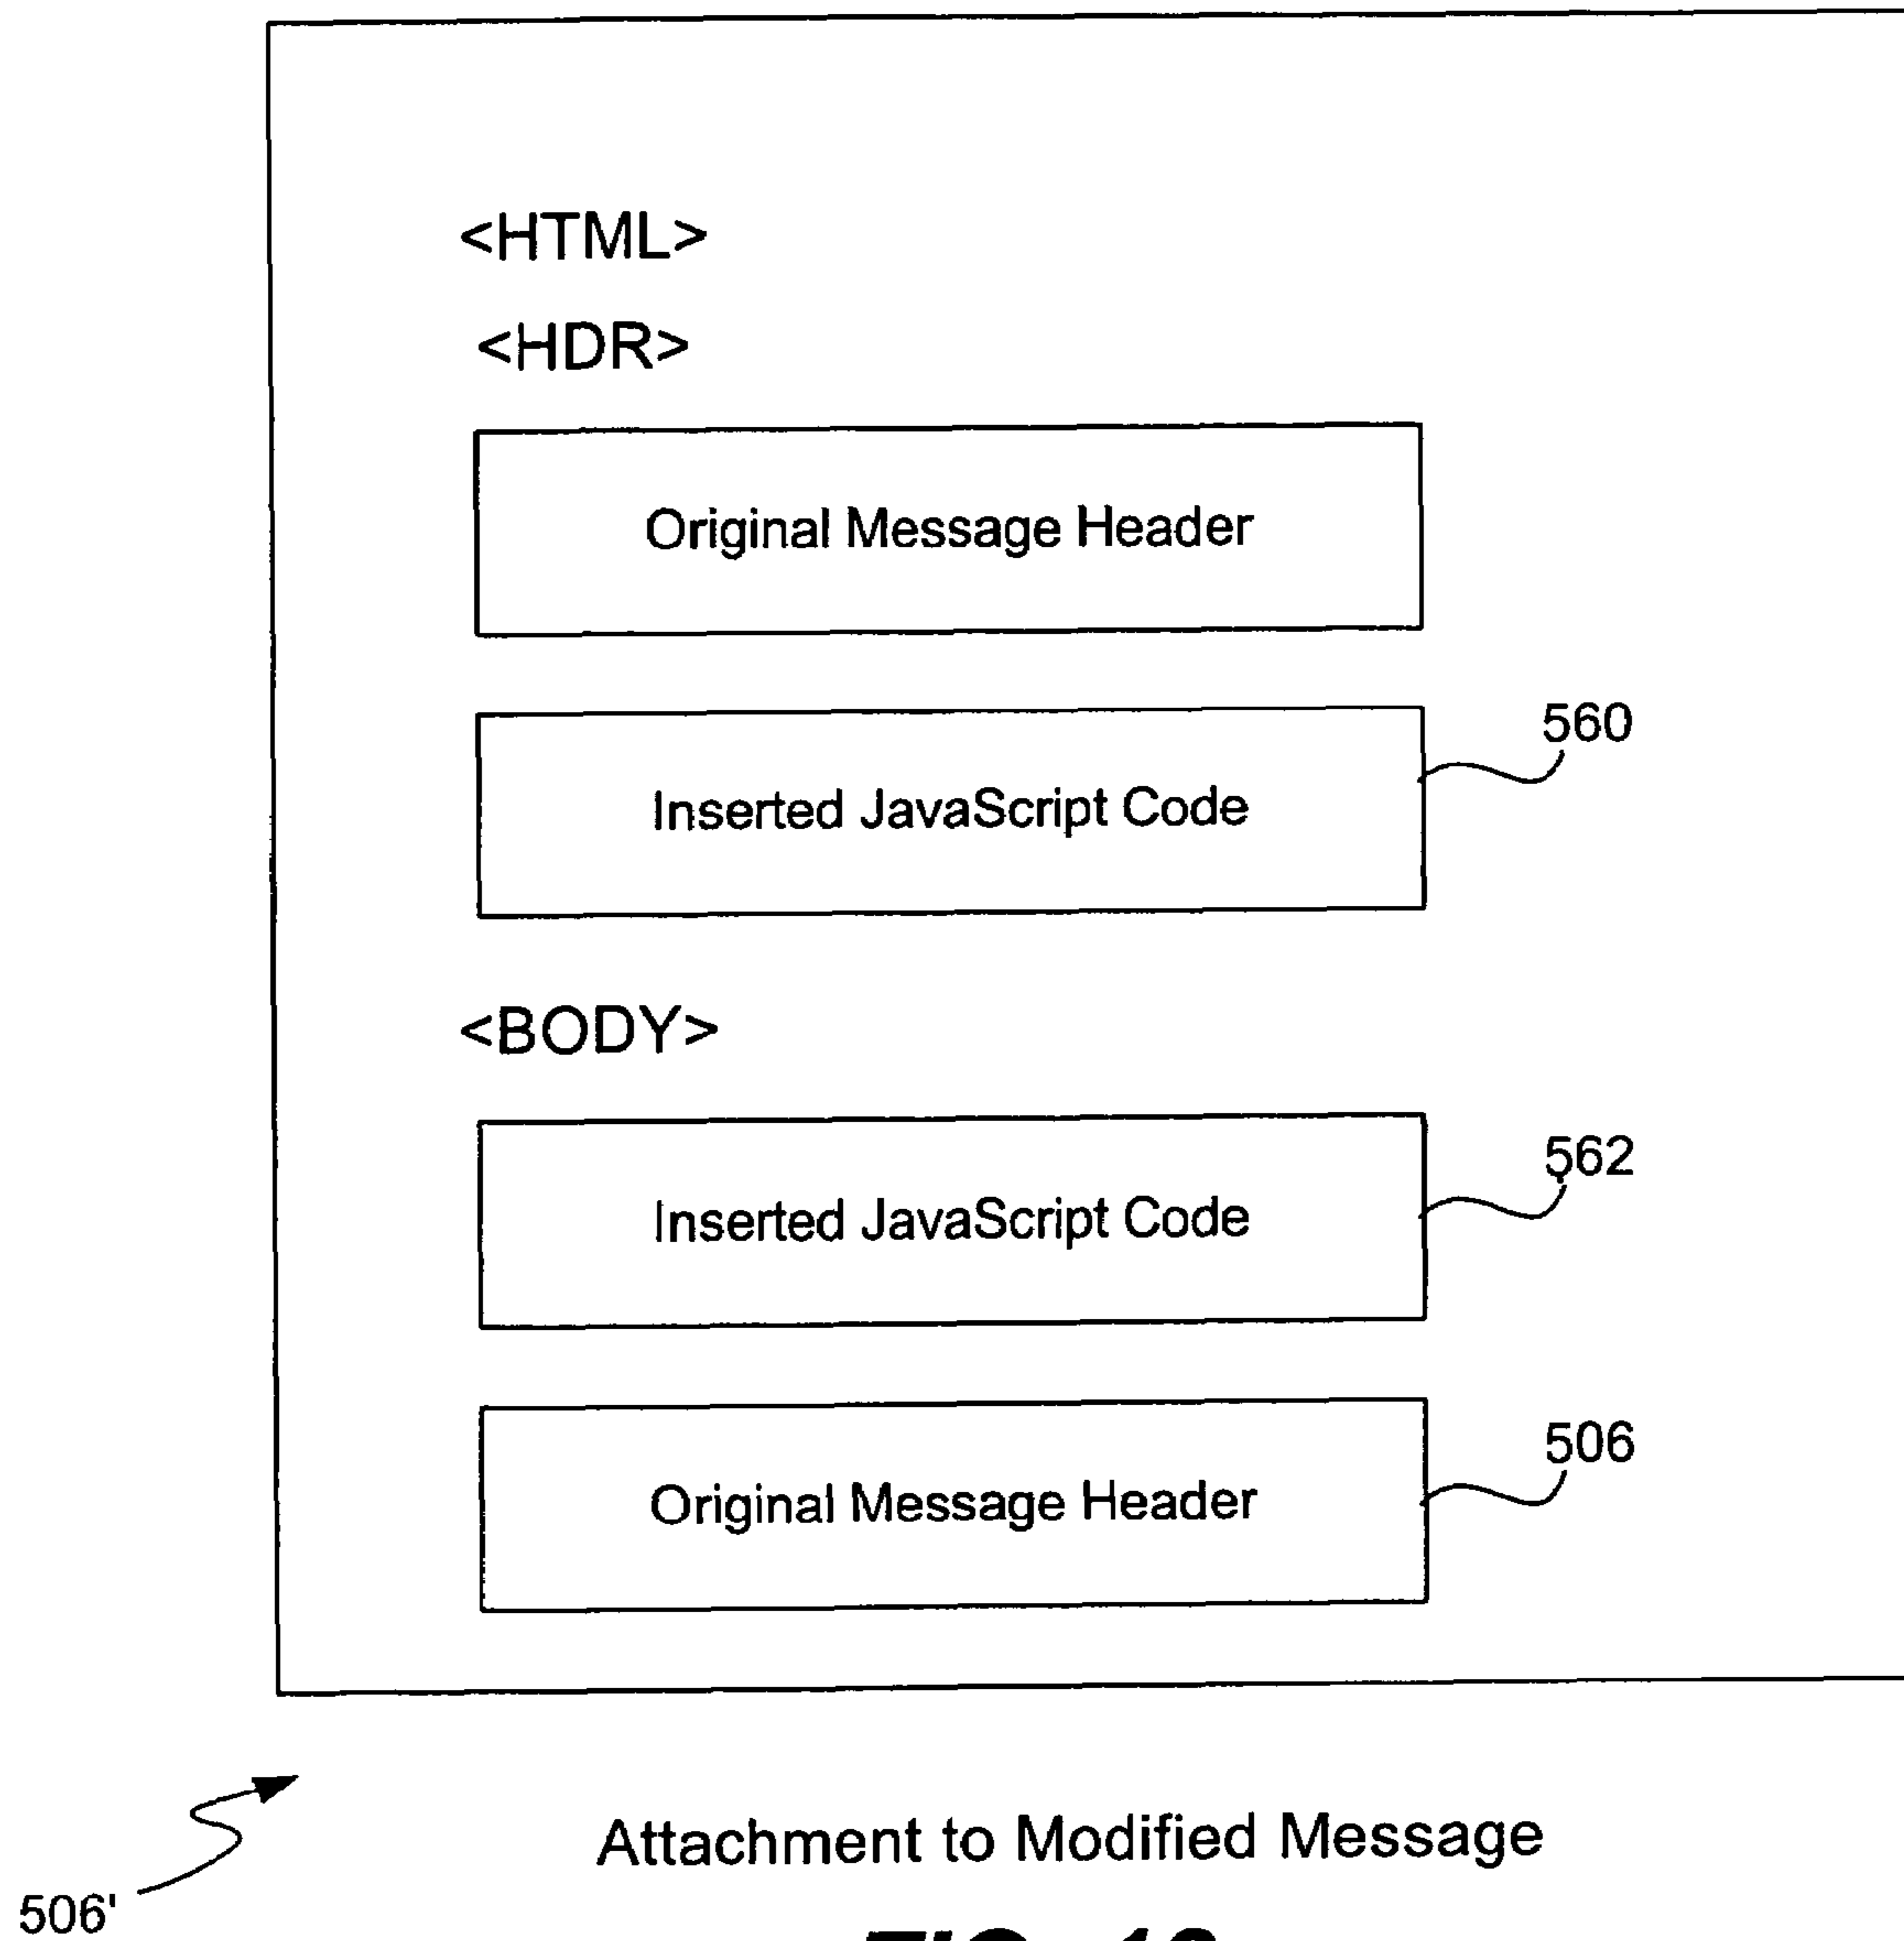 <HTML>
<HDR>
Original Message Header
560
Inserted JavaScript Code
<BODY>
562
Inserted JavaScript Code
506
Original Message Header
Attachment to Modified Message
506'